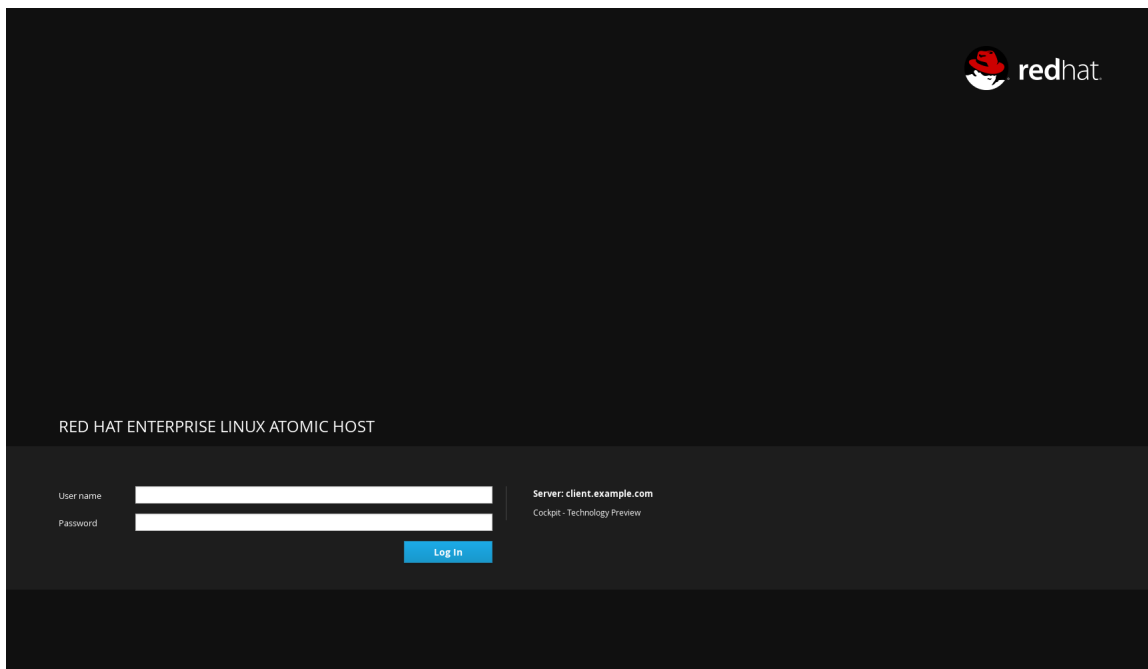 redhat.
RED HAT ENTERPRISE LINUX ATOMIC HOST
User name
Password
Log In
Server: client.example.com
Cockpit - Technology Preview